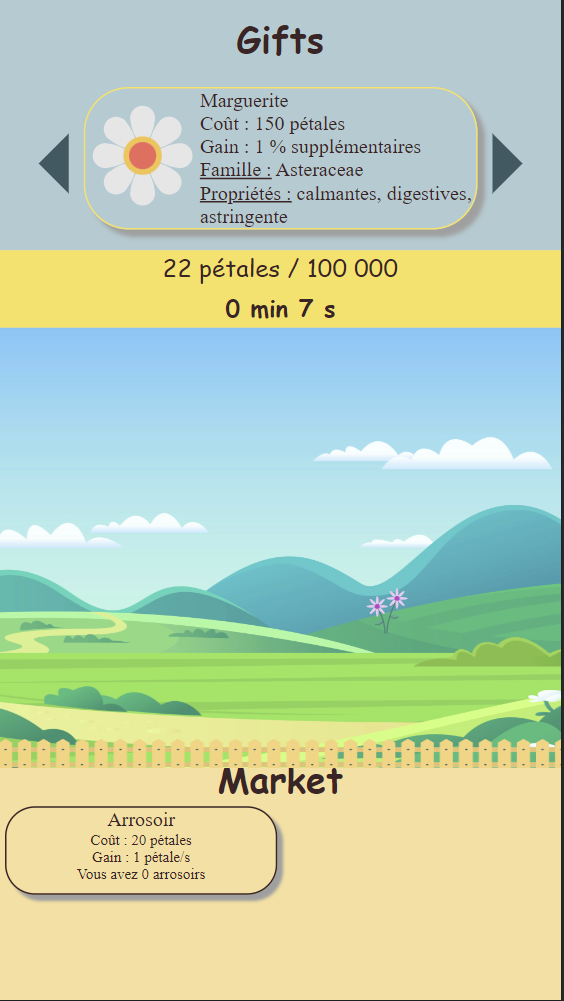 Gifts
Marguerite
Coût : 150 pétales
Gain : 1 % supplémentaires
Famille : Asteraceae
Propriétés : calmantes, digestives,
astringente
22 pétales / 100 000
0 min 7 s
Market
Arrosoir
Coût : 20 pétales
Gain : 1 pétale/s
Vous avez 0 arrosoirs